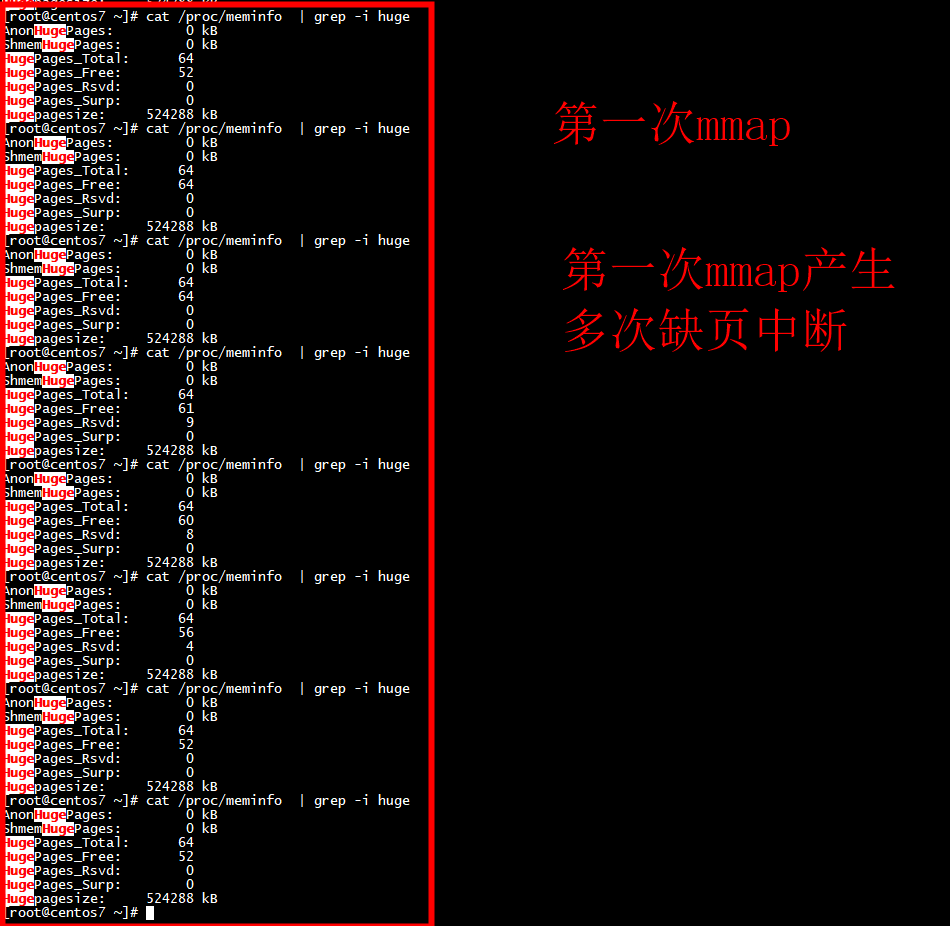 [root@centos7 ~]# cat /proc/meminfo  | grep -i huge
AnonHugePages:         0 kB
ShmemHugePages:        0 kB
HugePages_Total:      64
HugePages_Free:       52
HugePages_Rsvd:        0
HugePages_Surp:        0
Hugepagesize:     524288 kB
[root@centos7 ~]# cat /proc/meminfo  | grep -i huge
AnonHugePages:         0 kB
ShmemHugePages:        0 kB
HugePages_Total:      64
HugePages_Free:       64
HugePages_Rsvd:        0
HugePages_Surp:        0
Hugepagesize:     524288 kB
[root@centos7 ~]# cat /proc/meminfo  | grep -i huge
AnonHugePages:         0 kB
ShmemHugePages:        0 kB
HugePages_Total:      64
HugePages_Free:       64
HugePages_Rsvd:        0
HugePages_Surp:        0
Hugepagesize:     524288 kB
[root@centos7 ~]# cat /proc/meminfo  | grep -i huge
AnonHugePages:         0 kB
ShmemHugePages:        0 kB
HugePages_Total:      64
HugePages_Free:       61
HugePages_Rsvd:        9
HugePages_Surp:        0
Hugepagesize:     524288 kB
[root@centos7 ~]# cat /proc/meminfo  | grep -i huge
AnonHugePages:         0 kB
ShmemHugePages:        0 kB
HugePages_Total:      64
HugePages_Free:       60
HugePages_Rsvd:        8
HugePages_Surp:        0
Hugepagesize:     524288 kB
[root@centos7 ~]# cat /proc/meminfo  | grep -i huge
AnonHugePages:         0 kB
ShmemHugePages:        0 kB
HugePages_Total:      64
HugePages_Free:       56
HugePages_Rsvd:        4
HugePages_Surp:        0
Hugepagesize:     524288 kB
[root@centos7 ~]# cat /proc/meminfo  | grep -i huge
AnonHugePages:         0 kB
ShmemHugePages:        0 kB
HugePages_Total:      64
HugePages_Free:       52
HugePages_Rsvd:        0
HugePages_Surp:        0
Hugepagesize:     524288 kB
[root@centos7 ~]# cat /proc/meminfo  | grep -i huge
AnonHugePages:         0 kB
ShmemHugePages:        0 kB
HugePages_Total:      64
HugePages_Free:       52
HugePages_Rsvd:        0
HugePages_Surp:        0
Hugepagesize:     524288 kB
[root@centos7 ~]#
第一次mmap
第一次mmap产生
多次缺页中断